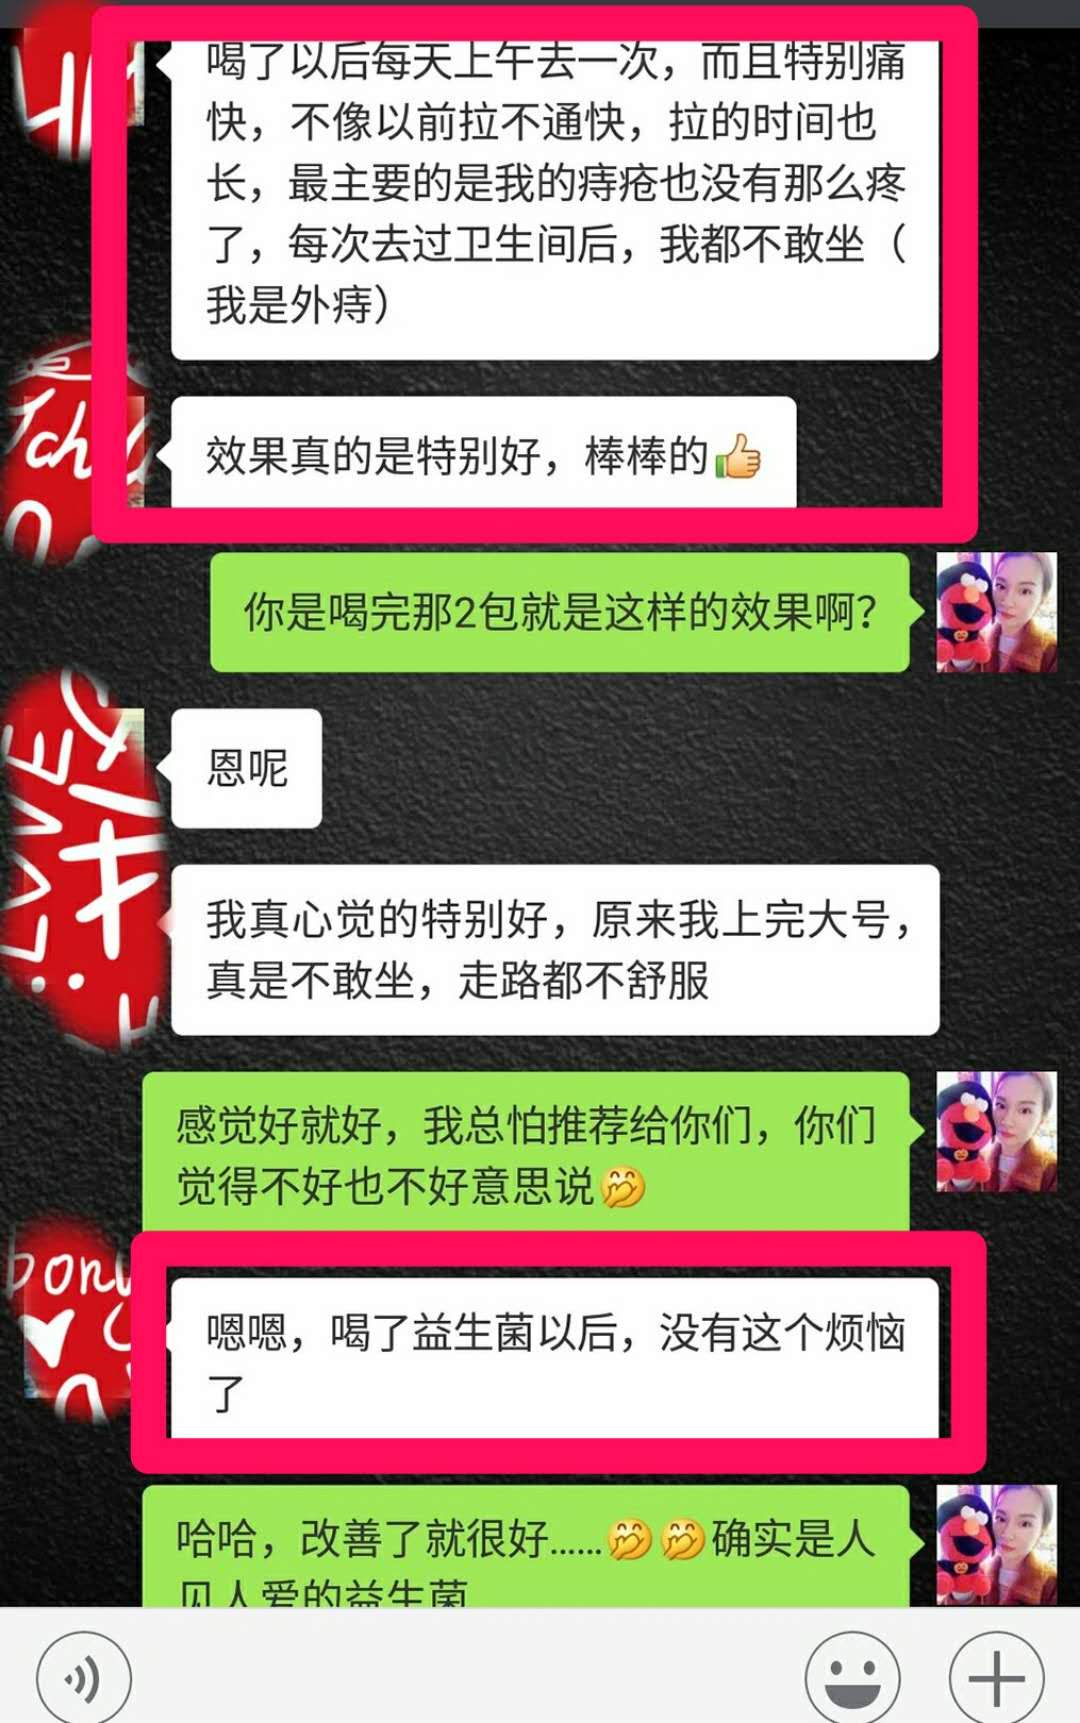 喝了以后每天上午去一次，而且特别痛
快，不像以前拉不通快，拉的时间也
长，最主要的是我的痔疮也没有那么疼
了，每次去过卫生间后，我都不敢坐（
我是外痔）
效果真的是特别好，棒棒的👍
你是喝完那2包就是这样的效果啊？
恩呢
我真心觉的特别好，原来我上完大号，
真是不敢坐，走路都不舒服
感觉好就好，我总怕推荐给你们，你们
觉得不好也不好意思说🤭
嗯嗯，喝了益生菌以后，没有这个烦恼
了
哈哈，改善了就很好……🤭🤭确实是人
见人爱的益生菌